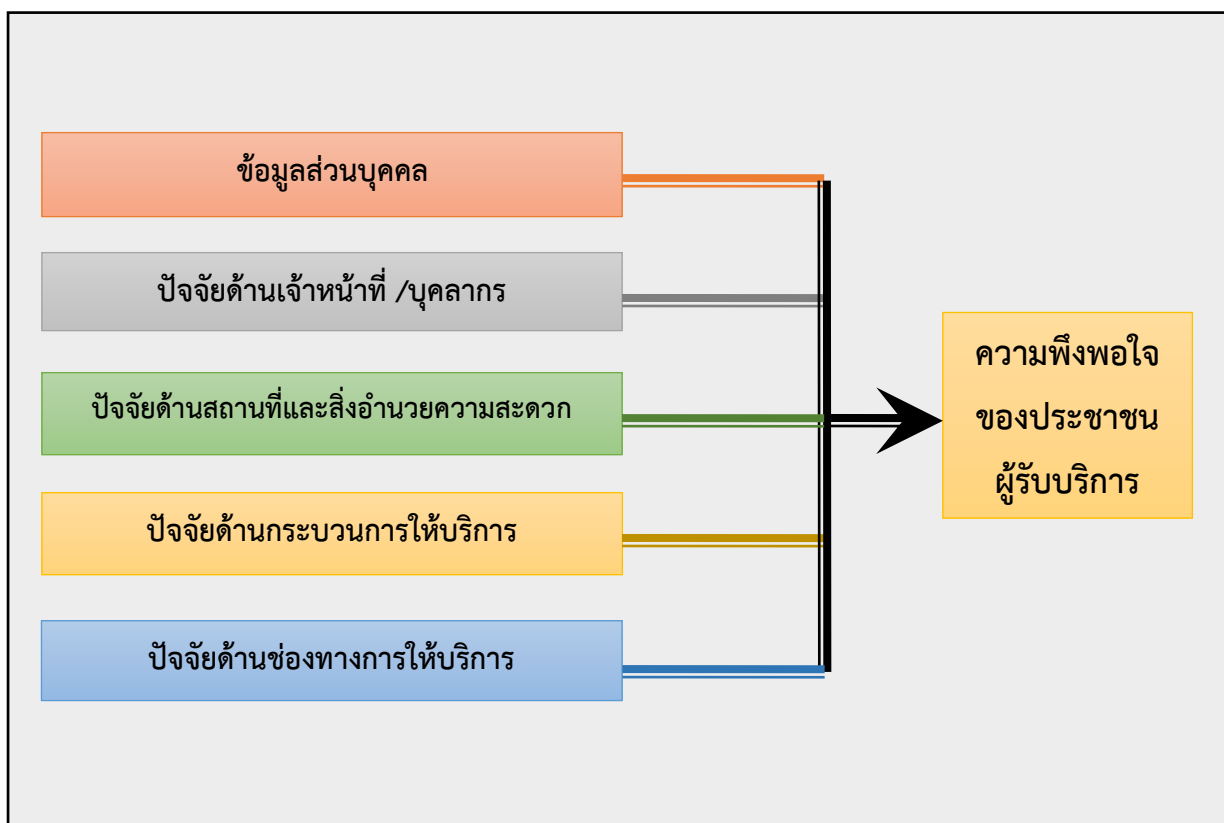 ข้อมูลส่วนบุคคล
ปัจจัยด้านเจ้าหน้าที่ /บุคลากร
ปัจจัยด้านสถานที่และสิ่งอำนวยความสะดวก
ปัจจัยด้านกระบวนการให้บริการ
ปัจจัยด้านช่องทางการให้บริการ
ความพึงพอใจ
ของประชาชน
ผู้รับบริการ